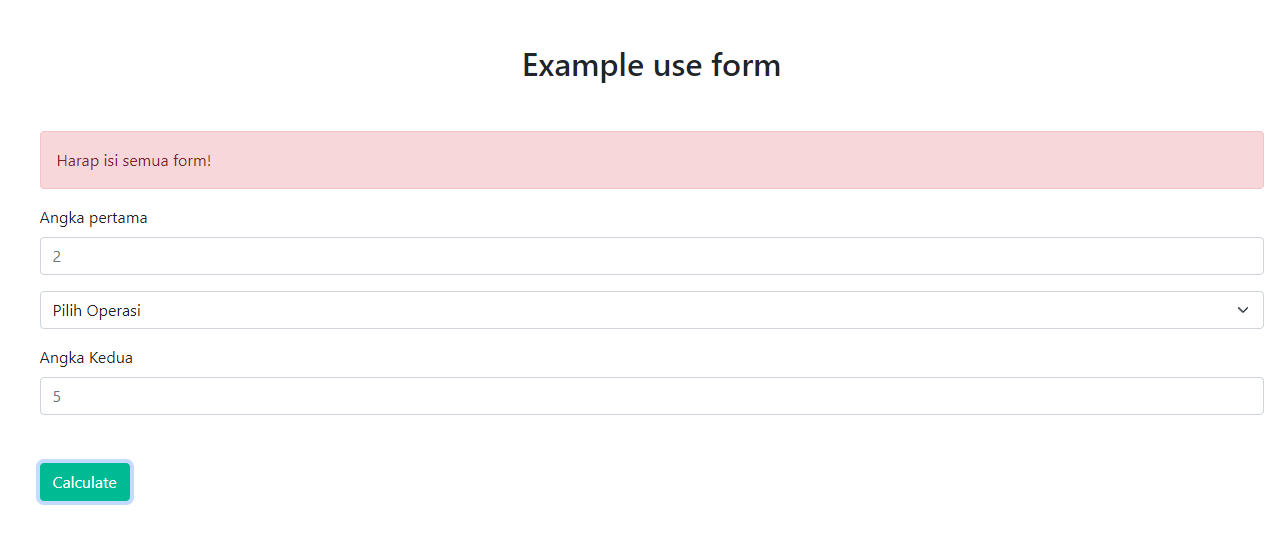 Example use form
Harap isi semua form!
Angka pertama
2
Pilih Operasi
Angka Kedua
5
Calculate